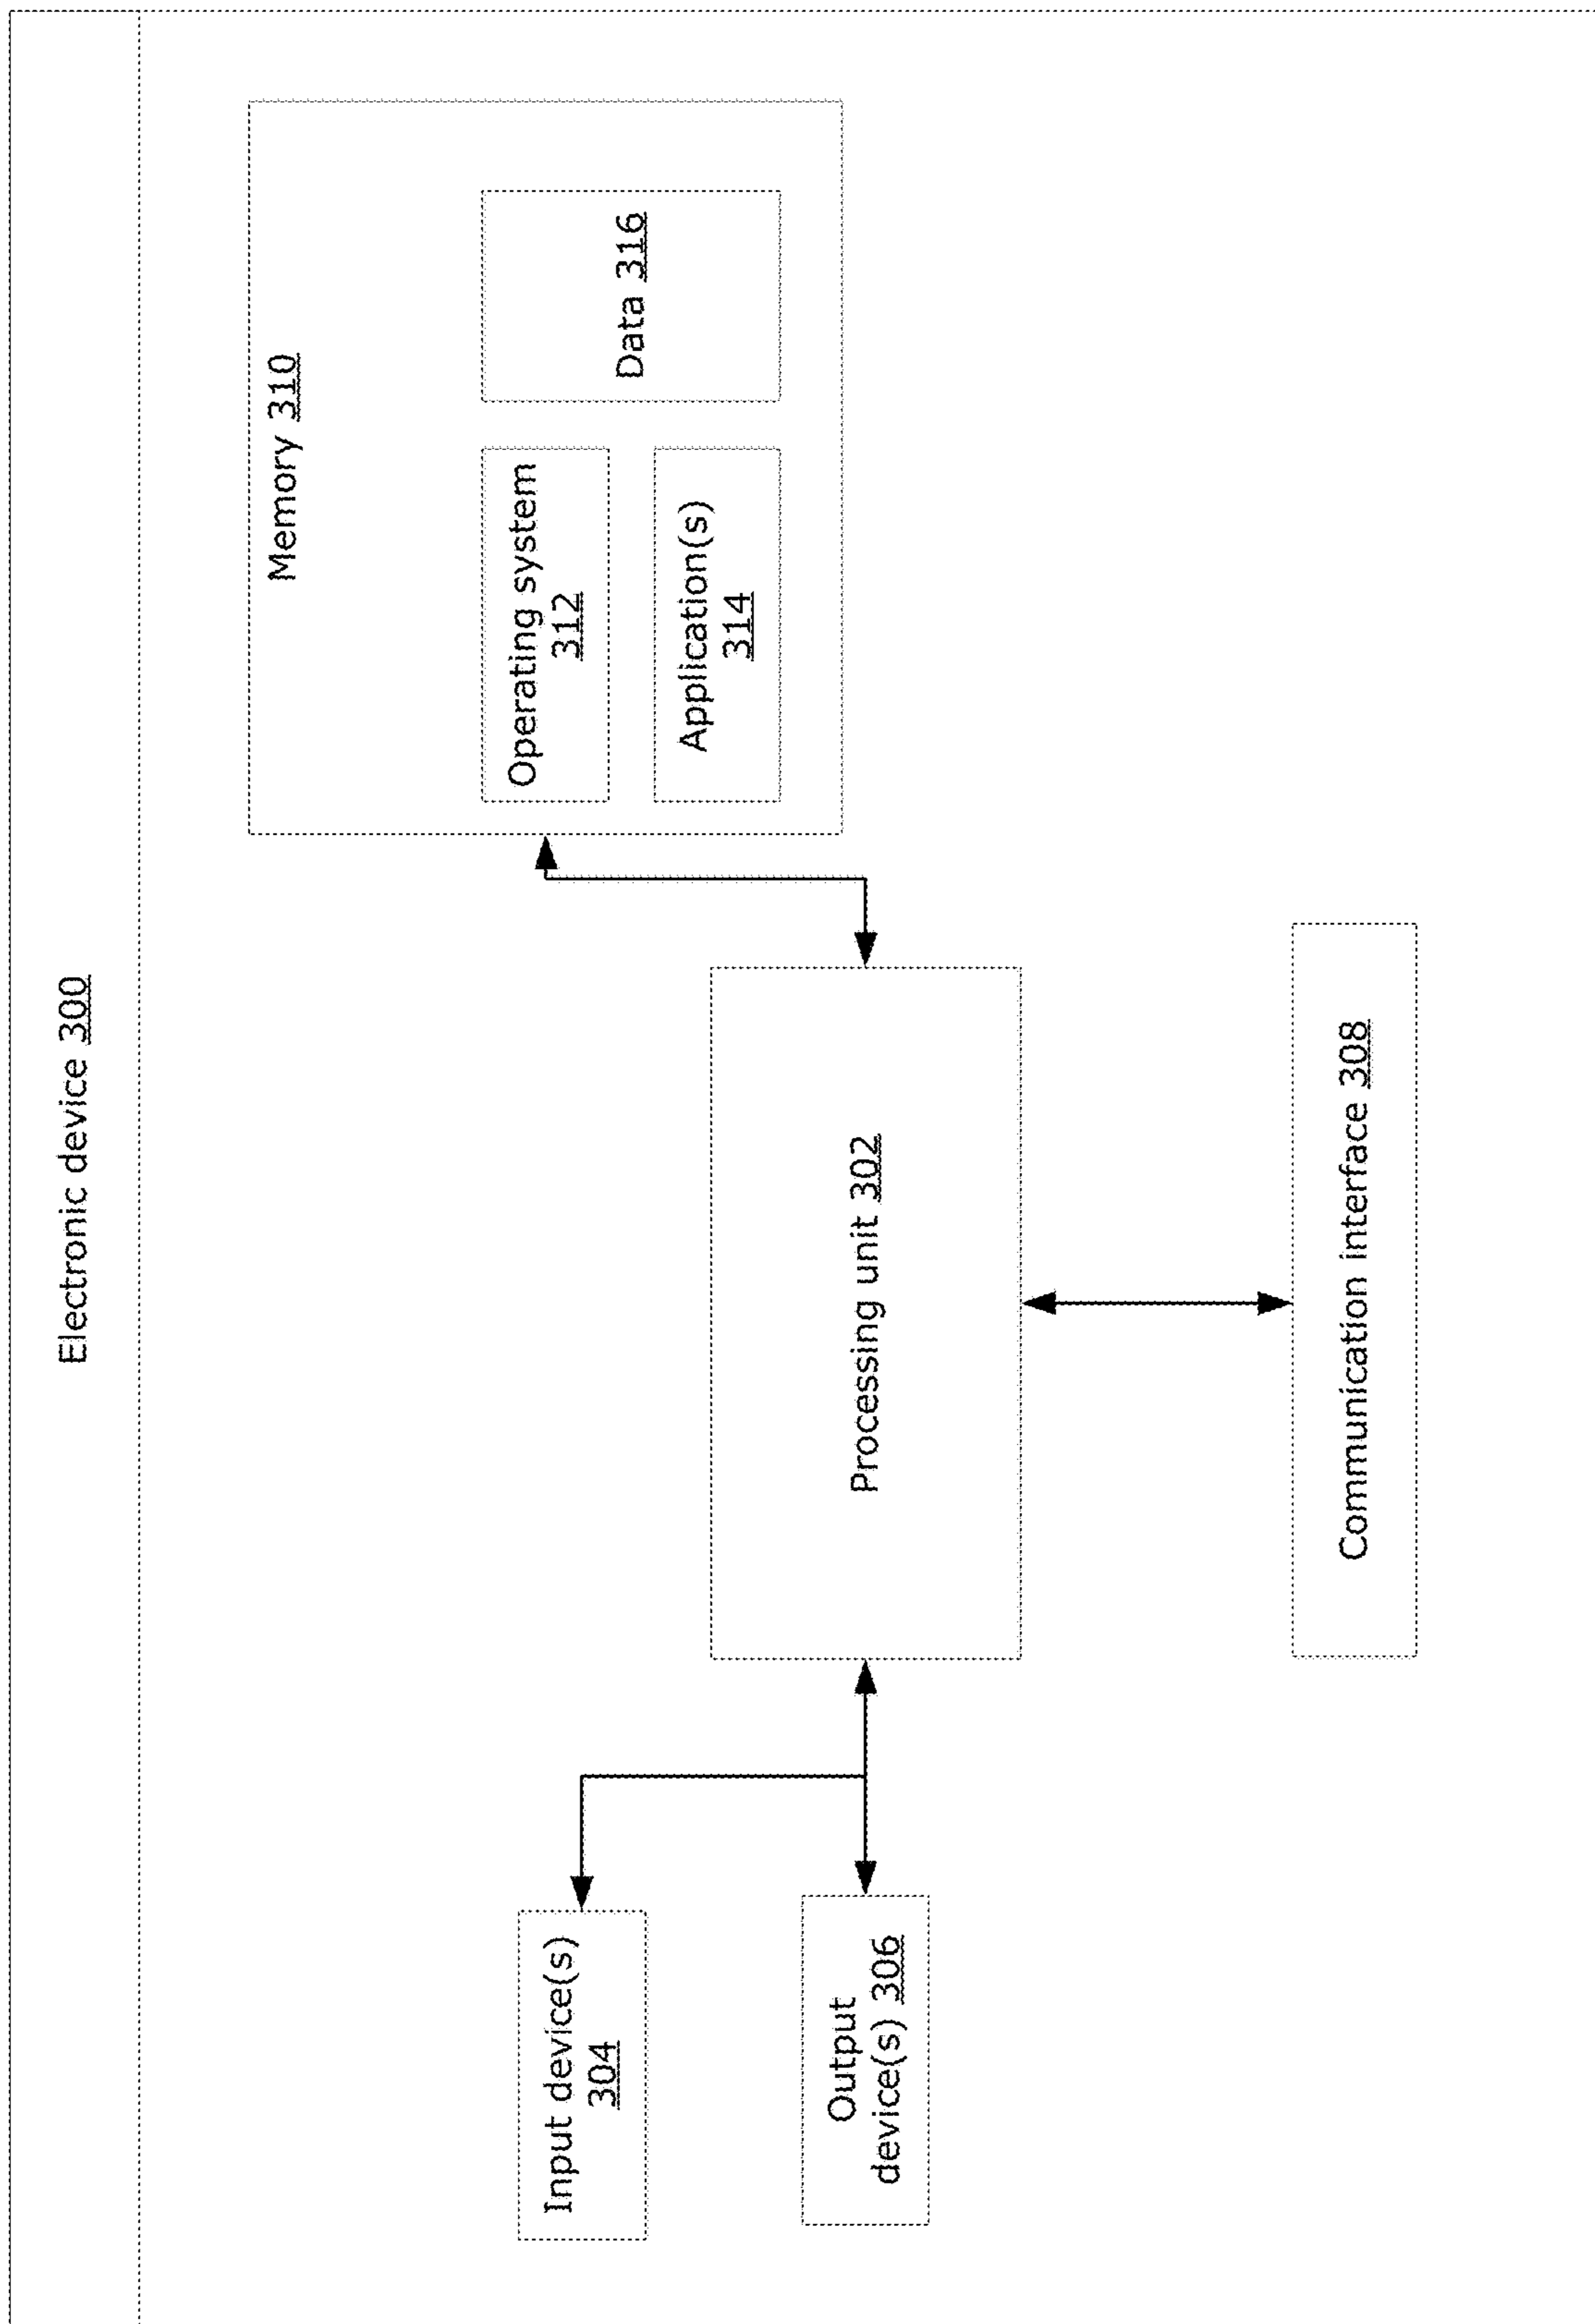 Electronic device 300
Memory 310
Operating system
312
Data 316
Application(s)
314
Input device(s)
304
Processing unit 302
Output
device(s) 306
Communication interface 308